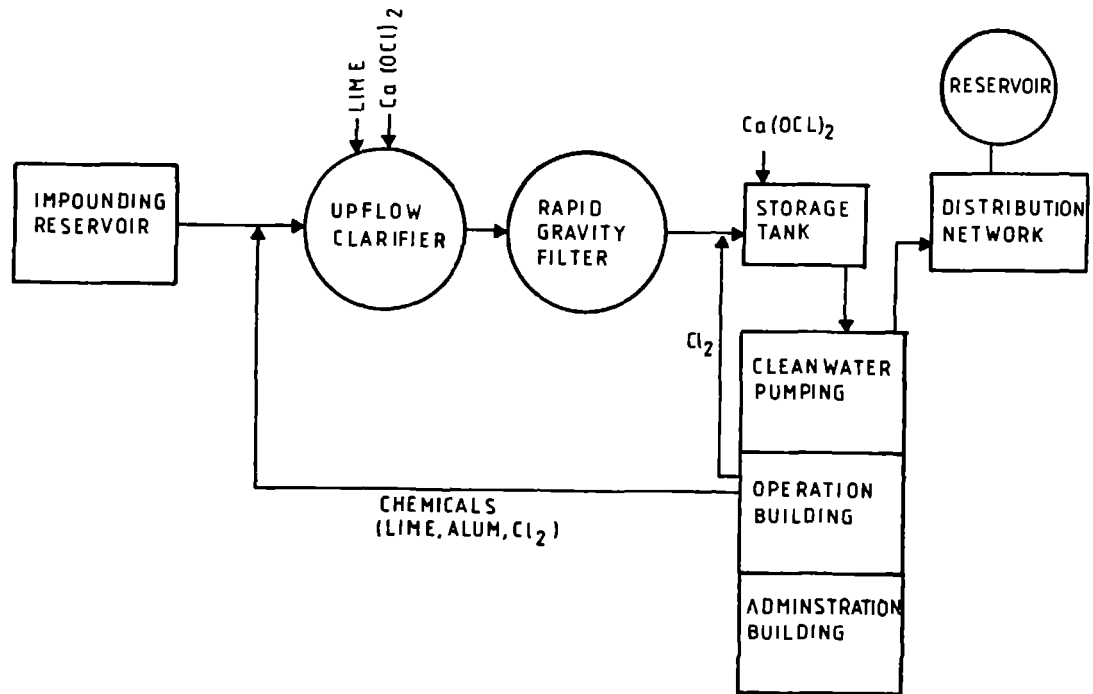 LIME
Ca(OCl)2
RESERVOIR
Ca(OCL)2
IMPOUNDING
RESERVOIR
UPFLOW
CLARIFIER
RAPID
GRAVITY
FILTER
STORAGE
TANK
DISTRIBUTION
NETWORK
Cl2
CLEANWATER
PUMPING
CHEMICALS
(LIME, ALUM, Cl2)
OPERATION
BUILDING
ADMINSTRATION
BUILDING